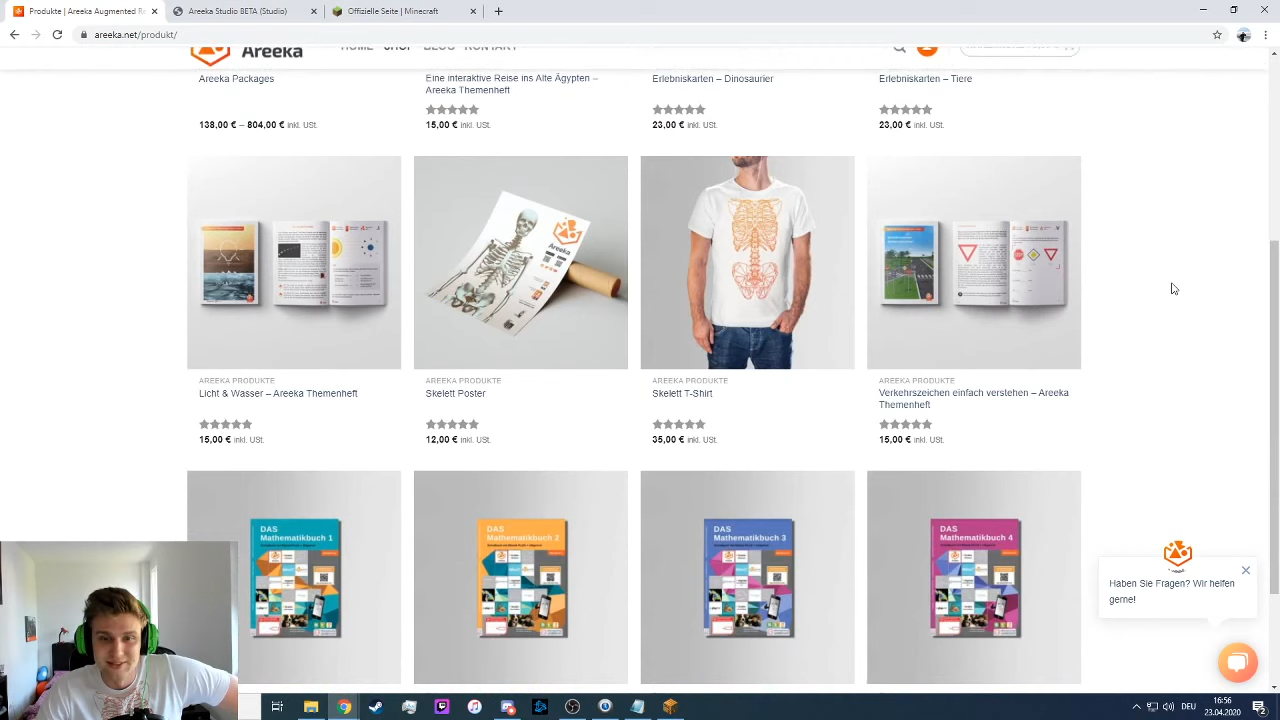 Produkte | Areeka Augmented Re
BERDAS (Studio)
Offizielle Seite | Minecraft
areeka.net/produkt/
Areeka
HOME SHOP BLOG KONTAKT
Areeka Packages
138,00 € – 804,00 € inkl. USt.
Eine interaktive Reise ins Alte Ägypten –
Areeka Themenheft
15,00 € inkl. USt.
Erlebniskarten – Dinosaurier
23,00 € inkl. USt.
Erlebniskarten – Tiere
23,00 € inkl. USt.
Areeka
AREEKA PRODUKTE
Licht & Wasser – Areeka Themenheft
15,00 € inkl. USt.
AREEKA PRODUKTE
Skelett Poster
12,00 € inkl. USt.
AREEKA PRODUKTE
Skelett T-Shirt
35,00 € inkl. USt.
AREEKA PRODUKTE
Verkehrszeichen einfach verstehen – Areeka
Themenheft
15,00 € inkl. USt.
DAS
Mathematikbuch 1
DAS
Mathematikbuch 2
DAS
Mathematikbuch 3
DAS
Mathematikbuch 4
Haben Sie Fragen? Wir helfen
gerne!
DEU
16:56
23.04.2020